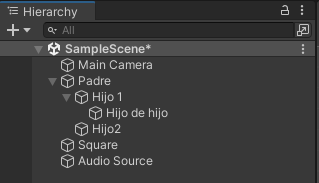 Hierarchy
All
SampleScene*
Main Camera
Padre
Hijo 1
Hijo de hijo
Hijo2
Square
Audio Source